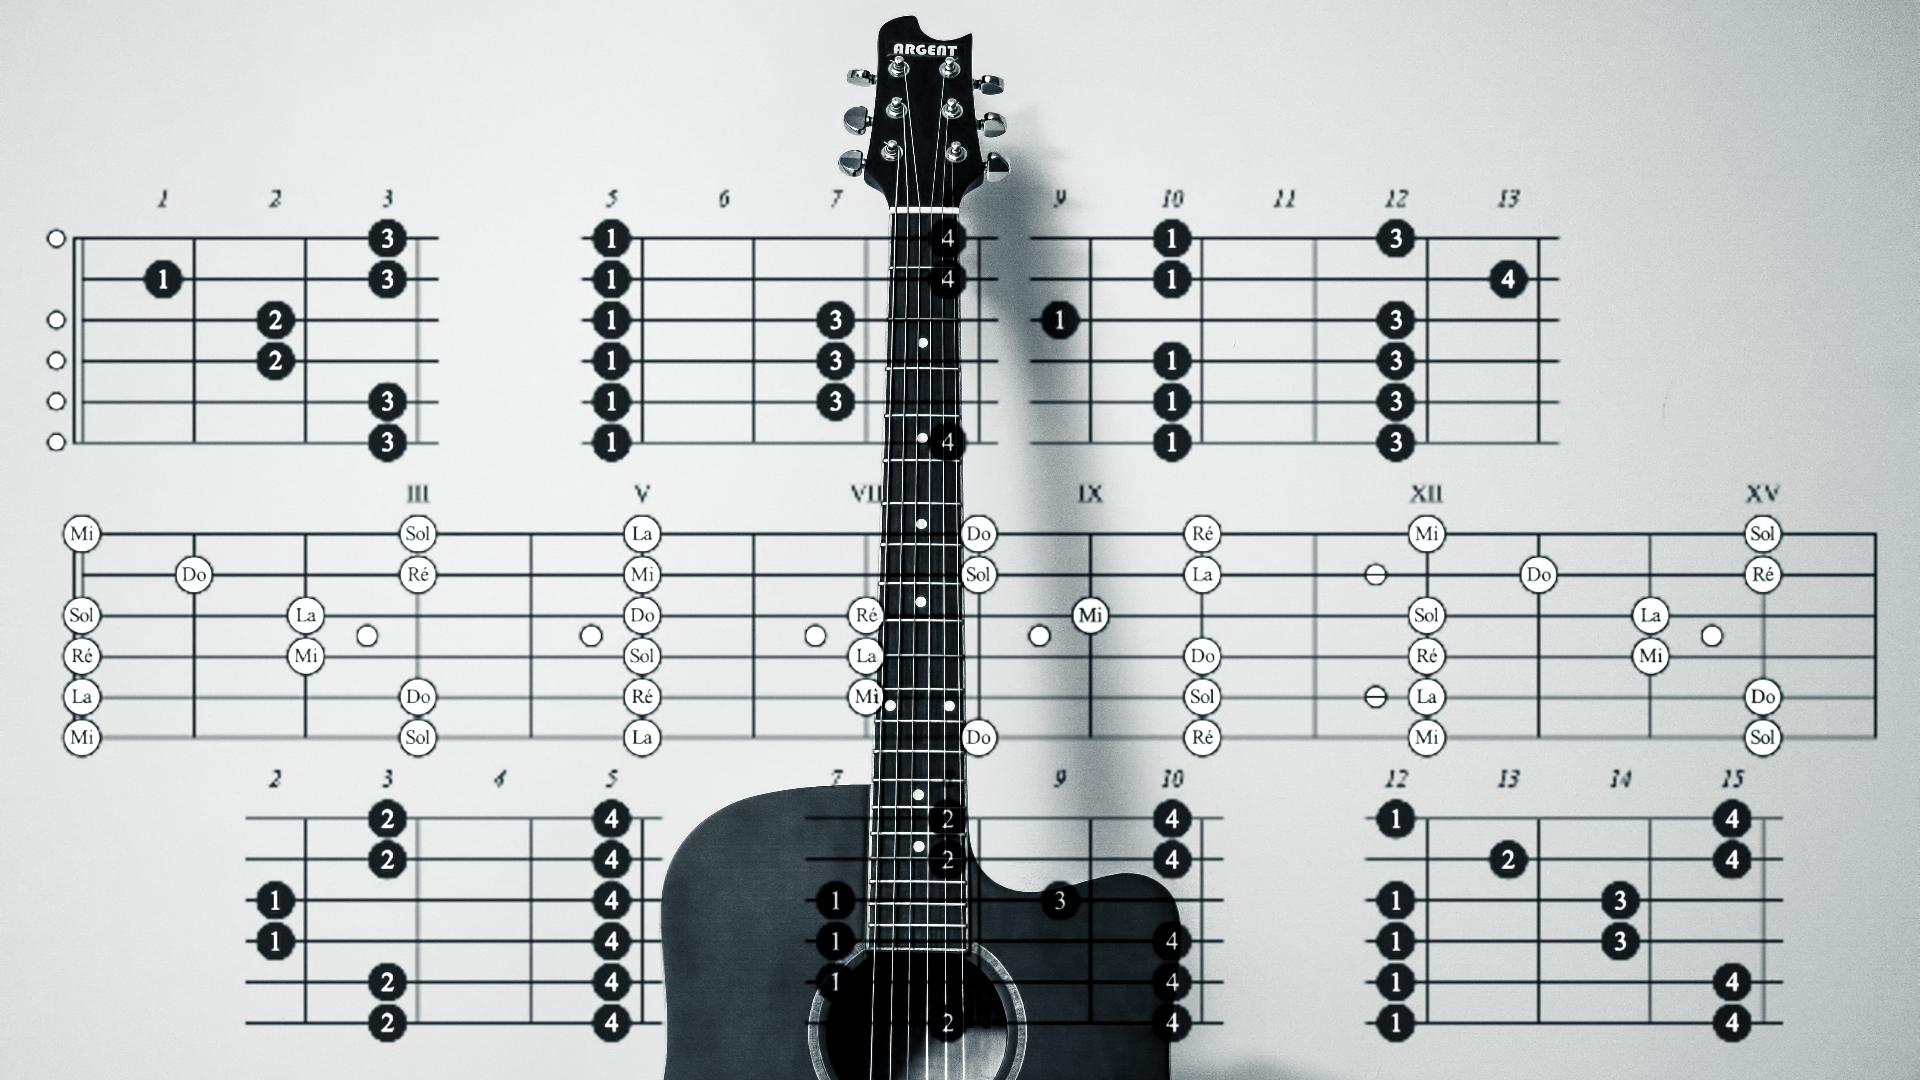 ARGENT
1 2 3 5 6 7 9 10 11 12 13
3 1 4 1 3
1 3 1 4 1 4
2 1 3 1 3
2 1 3 1 3
3 1 3 1 3
3 1 4 1 3
III V VII IX XII XV
Mi Sol La Do Ré Mi Sol
Do Ré Mi Sol La Do Ré
Sol La Do Ré Mi Sol La
Ré Mi Sol La Do Ré Mi
La Do Ré Mi Sol La Do
Mi Sol La Do Ré Mi Sol
2 3 4 5 7 9 10 12 13 14 15
2 4 2 4 1 4
2 4 2 4 2 4
1 4 1 3 1 3
1 4 1 4 1 3
2 4 1 4 1 4
2 4 2 4 1 4